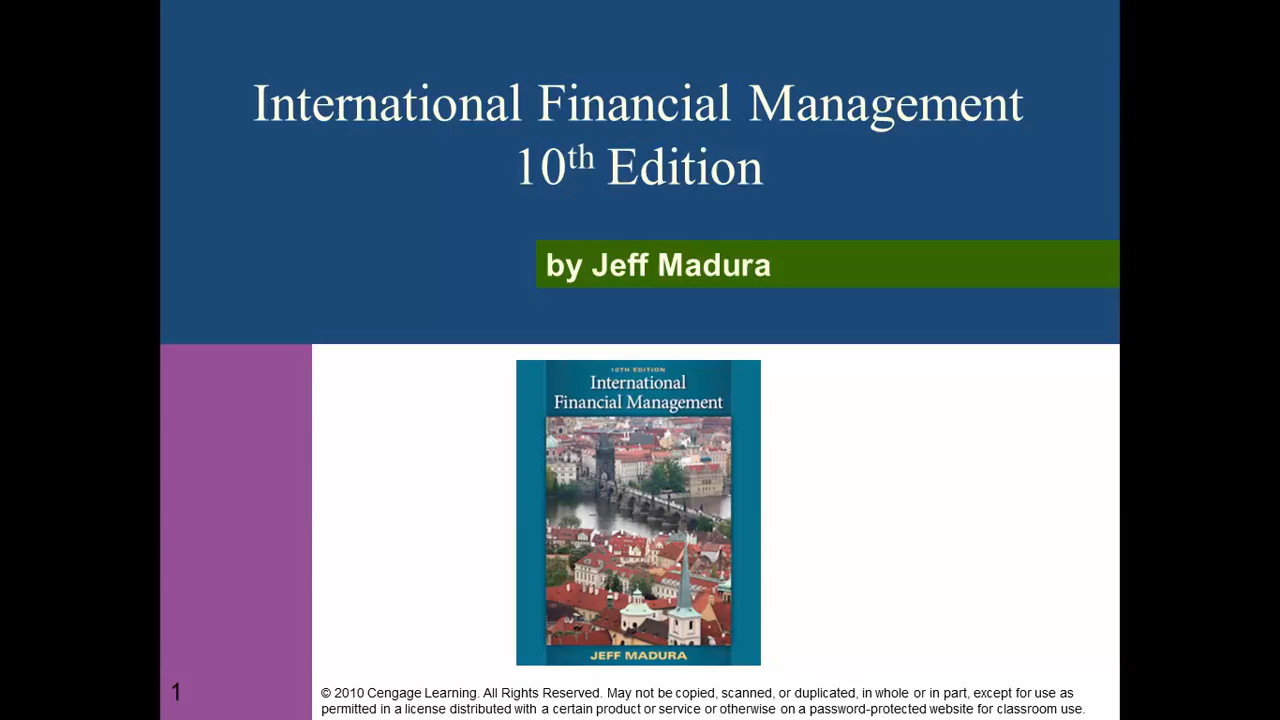 International Financial Management
10th Edition
by Jeff Madura
10TH EDITION
International
Financial Management
JEFF MADURA
1
© 2010 Cengage Learning. All Rights Reserved. May not be copied, scanned, or duplicated, in whole or in part, except for use as
permitted in a license distributed with a certain product or service or otherwise on a password-protected website for classroom use.